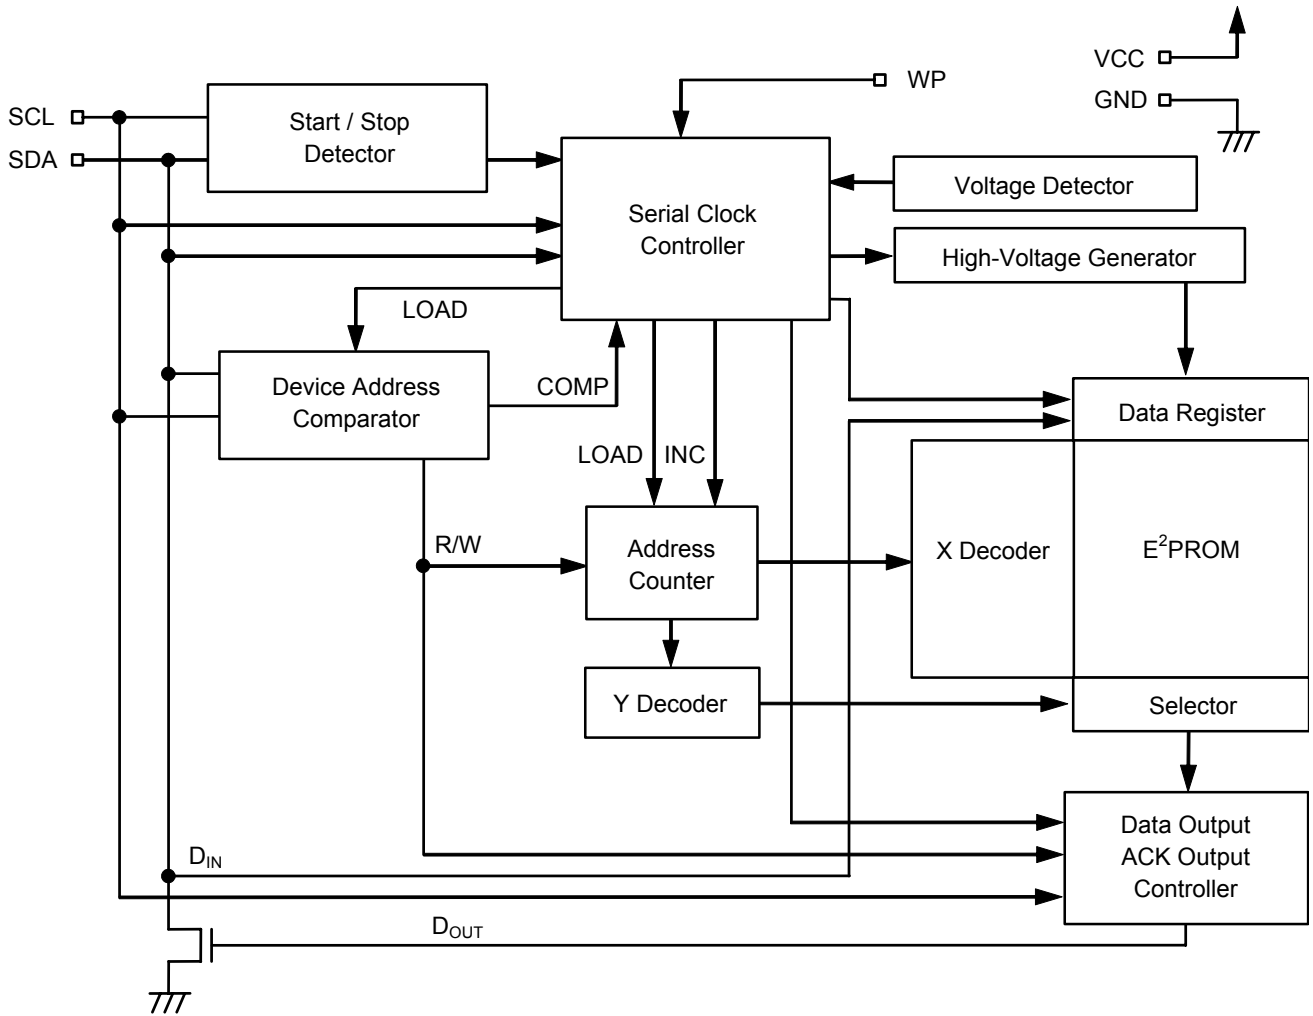 SCL
SDA
Start / Stop
Detector
WP
VCC
GND
Serial Clock
Controller
Voltage Detector
High-Voltage Generator
LOAD
Device Address
Comparator
COMP
LOAD
INC
Data Register
R/W
Address
Counter
X Decoder
E²PROM
Y Decoder
Selector
Data Output
ACK Output
Controller
DIN
DOUT